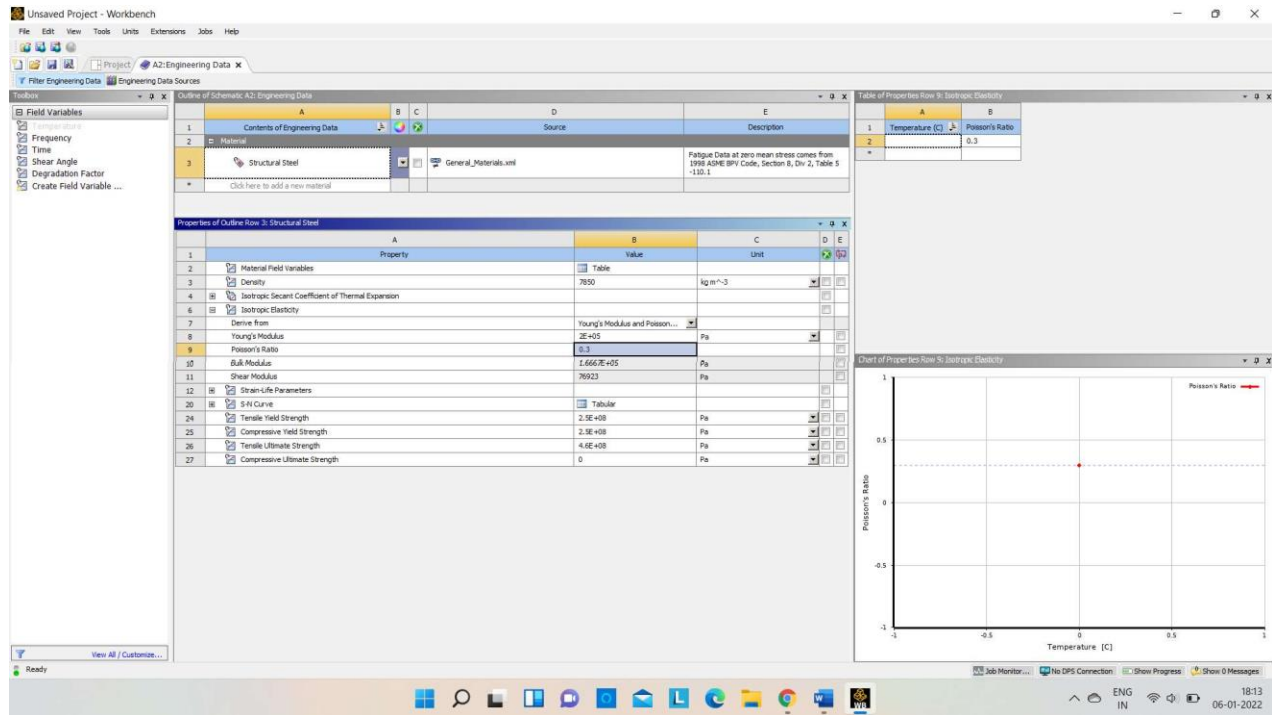 Unsaved Project - Workbench
File Edit View Tools Units Extensions Jobs Help
Project A2:Engineering Data
Filter Engineering Data Engineering Data Sources
Toolbox
Field Variables
Temperature
Frequency
Time
Shear Angle
Degradation Factor
Create Field Variable ...
View All / Customize...
Outline of Schematic A2: Engineering Data
A B C D E
1 Contents of Engineering Data Source Description
2 Material
3 Structural Steel General_Materials.xml Fatigue Data at zero mean stress comes from
1998 ASME BPV Code, Section 8, Div 2, Table 5
-110.1
* Click here to add a new material
Properties of Outline Row 3: Structural Steel
A B C D E
1 Property Value Unit
2 Material Field Variables Table
3 Density 7850 kg m^-3
4 Isotropic Secant Coefficient of Thermal Expansion
6 Isotropic Elasticity
7 Derive from Young's Modulus and Poisson...
8 Young's Modulus 2E+05 Pa
9 Poisson's Ratio 0.3
10 Bulk Modulus 1.6667E+05 Pa
11 Shear Modulus 76923 Pa
12 Strain-Life Parameters
20 S-N Curve Tabular
24 Tensile Yield Strength 2.5E+08 Pa
25 Compressive Yield Strength 2.5E+08 Pa
26 Tensile Ultimate Strength 4.6E+08 Pa
27 Compressive Ultimate Strength 0 Pa
Table of Properties Row 9: Isotropic Elasticity
A B
1 Temperature (C) Poisson's Ratio
2 0.3
*
Chart of Properties Row 9: Isotropic Elasticity
Poisson's Ratio
1
0.5
0
-0.5
-1
Poisson's Ratio
-1 -0.5 0 0.5 1
Temperature [C]
Ready
Job Monitor... No DPS Connection Show Progress Show 0 Messages
ENG
IN
18:13
06-01-2022